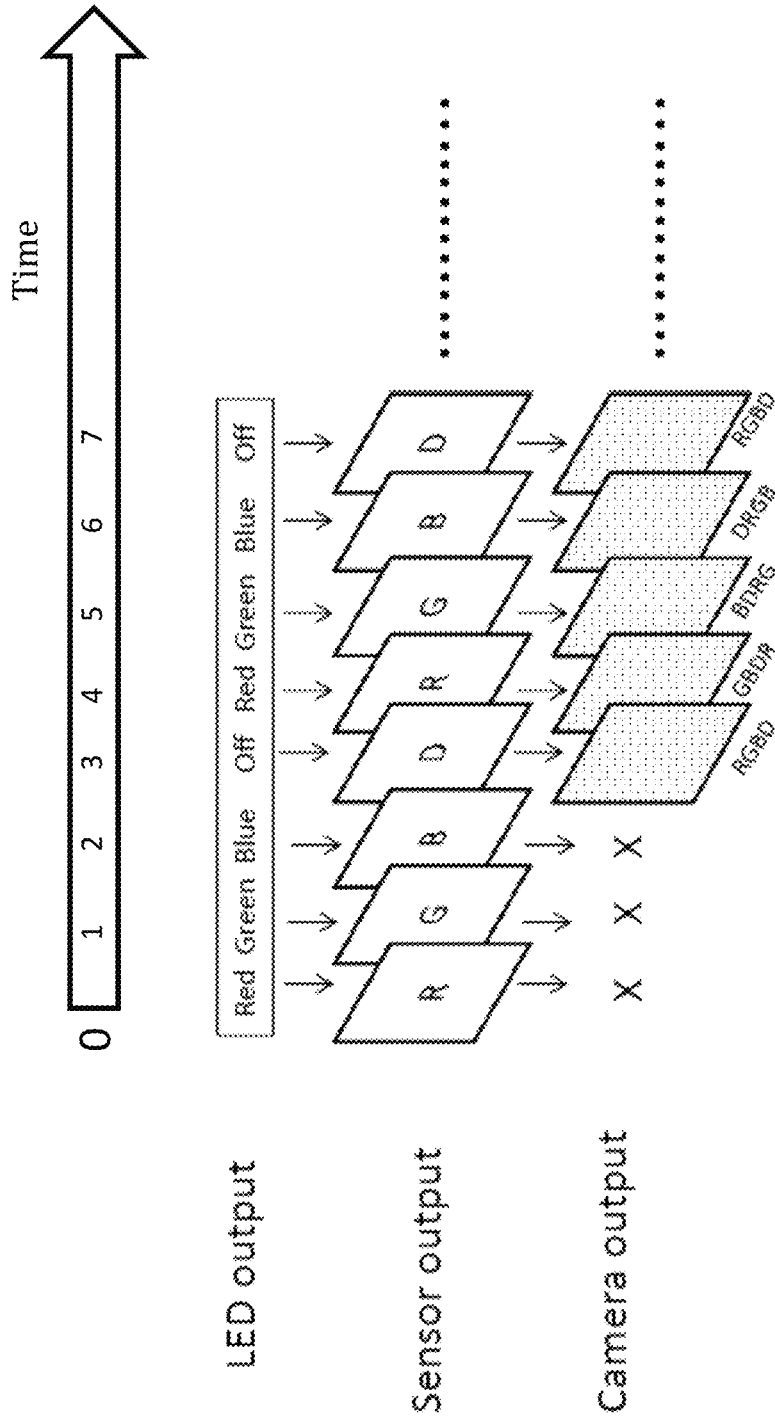 Time
0 1 2 3 4 5 6 7
LED output
Red Green Blue Off Red Green Blue Off
Sensor output
R G B D R G B D
Camera output
X X X
RGBD GBDR BDRG DRGB RGBD